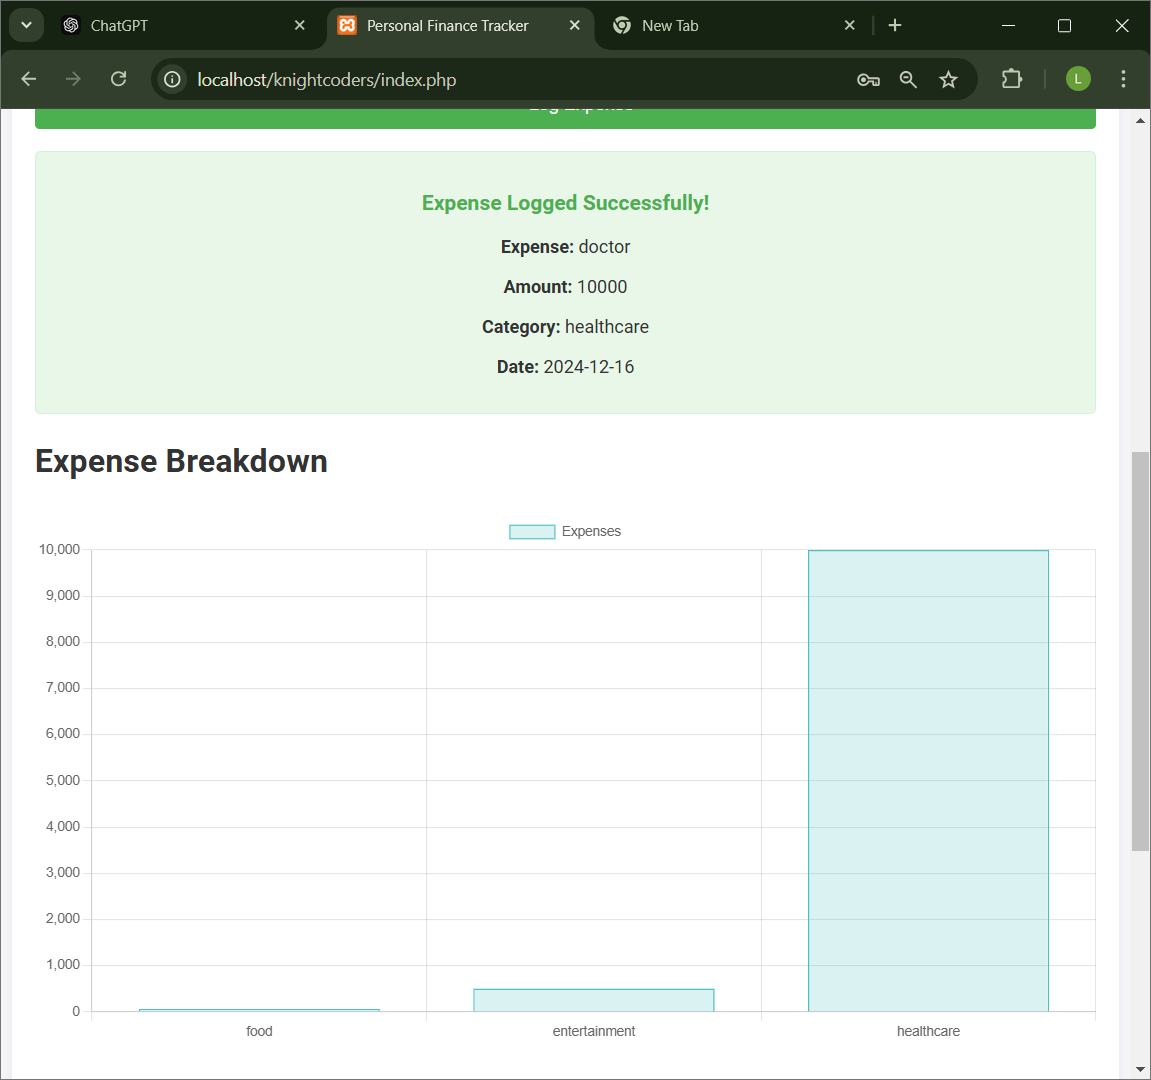 ChatGPT
Personal Finance Tracker
New Tab
localhost/knightcoders/index.php
L
Log Expense
Expense Logged Successfully!
Expense: doctor
Amount: 10000
Category: healthcare
Date: 2024-12-16
Expense Breakdown
Expenses
10,000
9,000
8,000
7,000
6,000
5,000
4,000
3,000
2,000
1,000
0
food
entertainment
healthcare